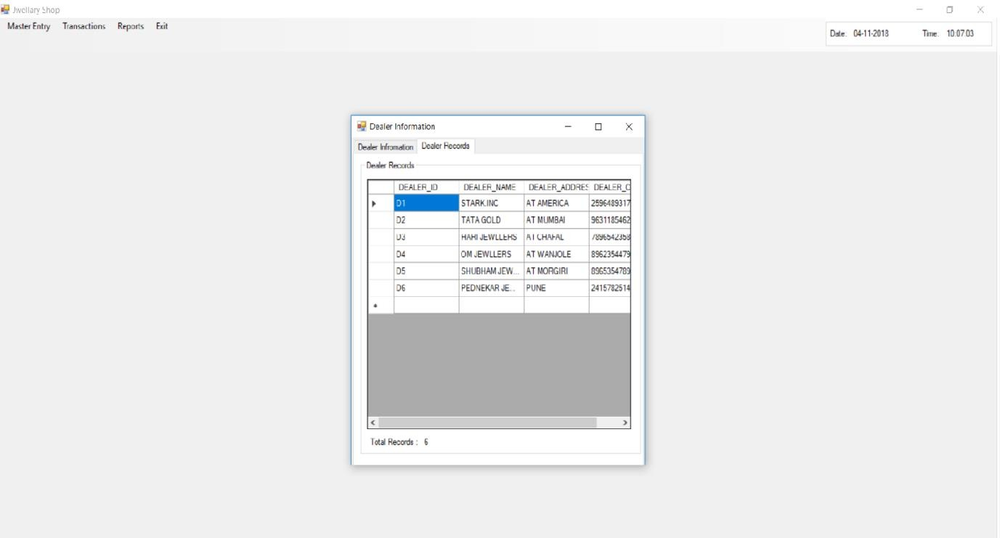 Jwellary Shop
Master Entry Transactions Reports Exit
Date: 04-11-2018 Time: 10:07:03
Dealer Information
Dealer Infromation Dealer Records
Dealer Records
DEALER_ID DEALER_NAME DEALER_ADDRES DEALER_C
D1 STARK.INC AT AMERICA 2596489317
D2 TATA GOLD AT MUMBAI 9631185462
D3 HARI JEWLLERS AT CHAFAL 7896542358
D4 OM JEWLLERS AT WANJOLE 8962354479
D5 SHUBHAM JEW... AT MORGIRI 8965354789
D6 PEDNEKAR JE... PUNE 2415782514
Total Records : 6